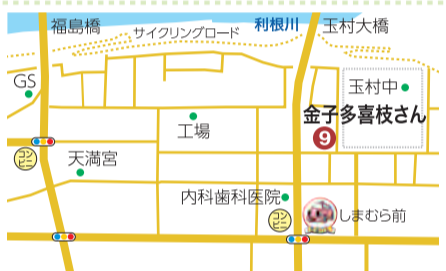 福島橋
サイクリングロード
利根川
玉村大橋
GS
玉村中
金子多喜枝さん
9
工場
コンビニ
天満宮
内科歯科医院
コンビニ
しまむら前